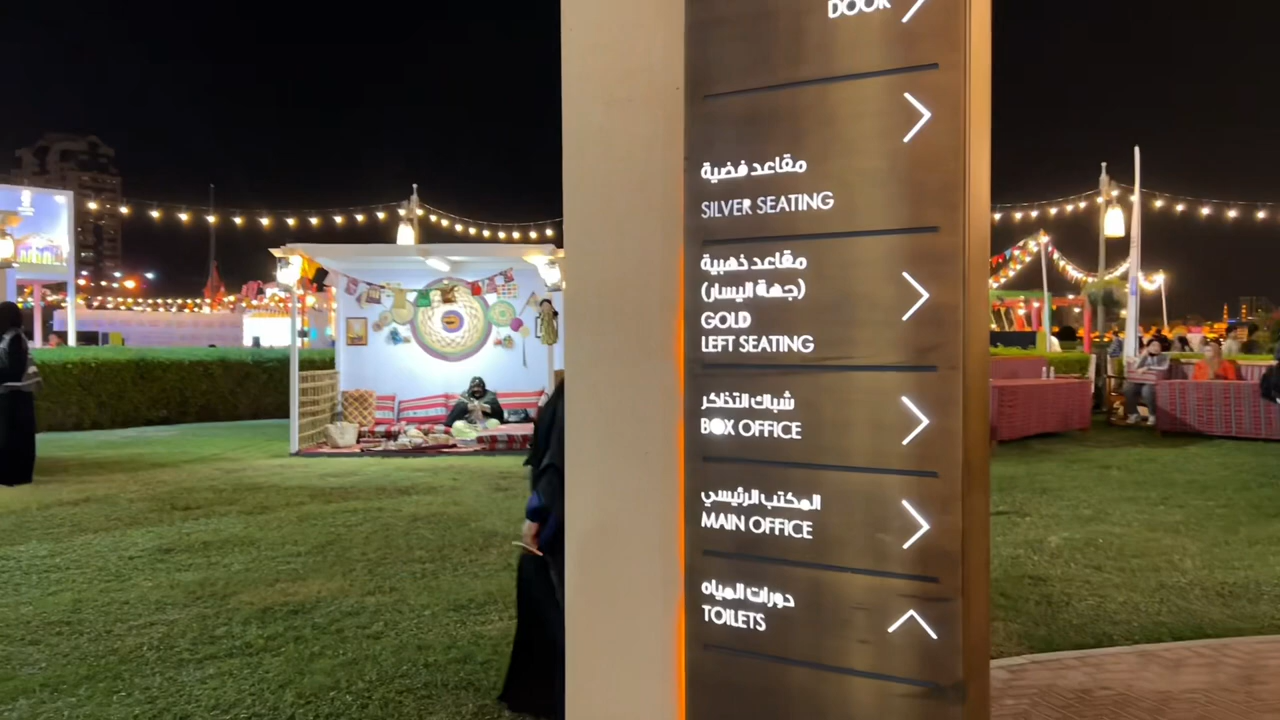 DOOR
مقاعد فضية
SILVER SEATING
مقاعد ذهبية
(جهة اليسار)
GOLD
LEFT SEATING
شباك التذاكر
BOX OFFICE
المكتب الرئيسي
MAIN OFFICE
دورات المياه
TOILETS